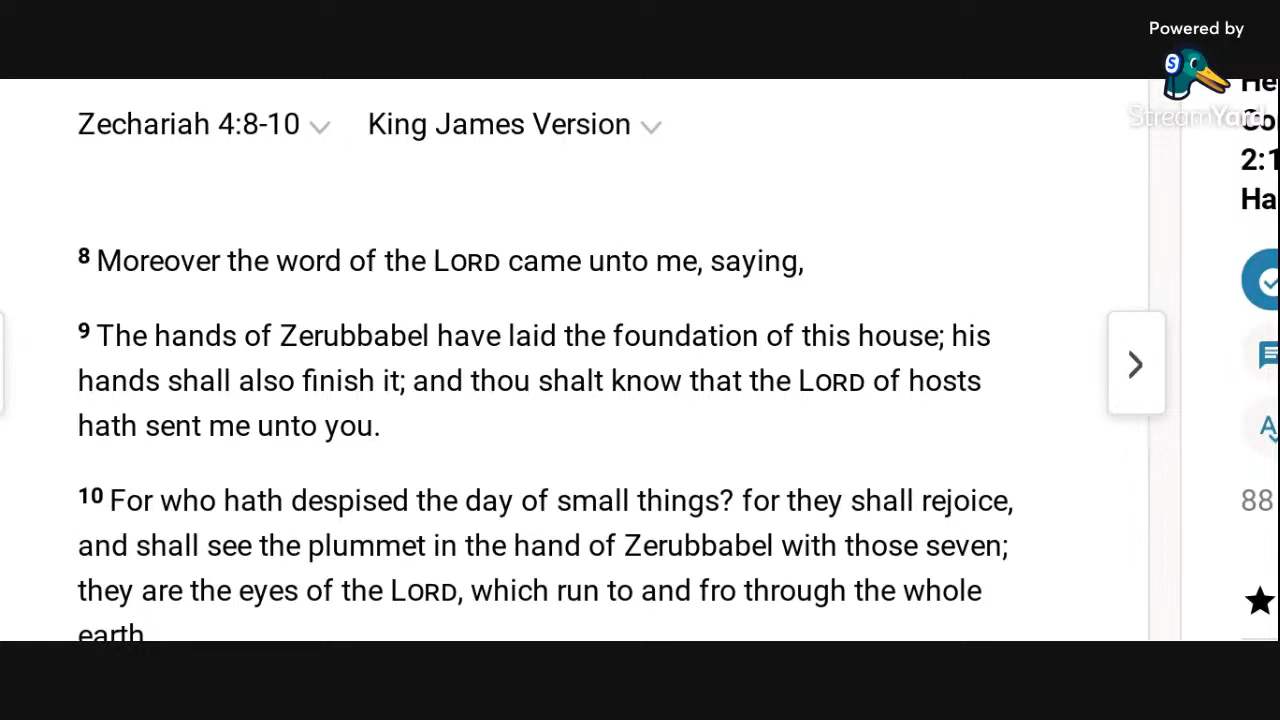 Powered by
StreamYard
Zechariah 4:8-10 King James Version
8 Moreover the word of the LORD came unto me, saying,
9 The hands of Zerubbabel have laid the foundation of this house; his
hands shall also finish it; and thou shalt know that the LORD of hosts
hath sent me unto you.
10 For who hath despised the day of small things? for they shall rejoice,
and shall see the plummet in the hand of Zerubbabel with those seven;
they are the eyes of the LORD, which run to and fro through the whole
earth
He
Co
2:1
Ha
88